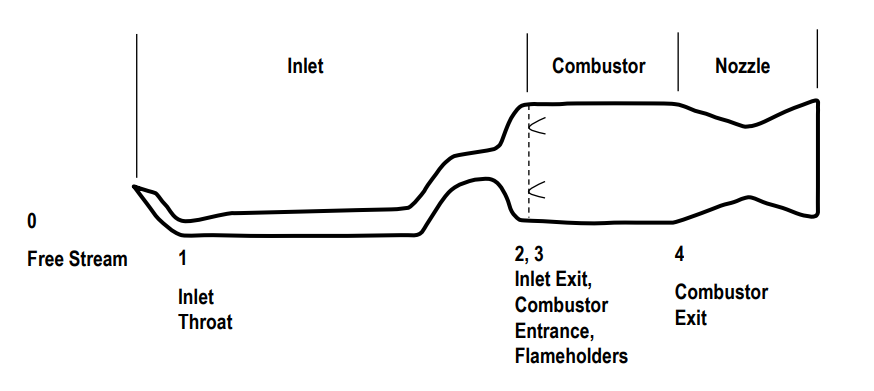 Inlet
Combustor
Nozzle
0
Free Stream
1
Inlet
Throat
2, 3
Inlet Exit,
Combustor
Entrance,
Flameholders
4
Combustor
Exit